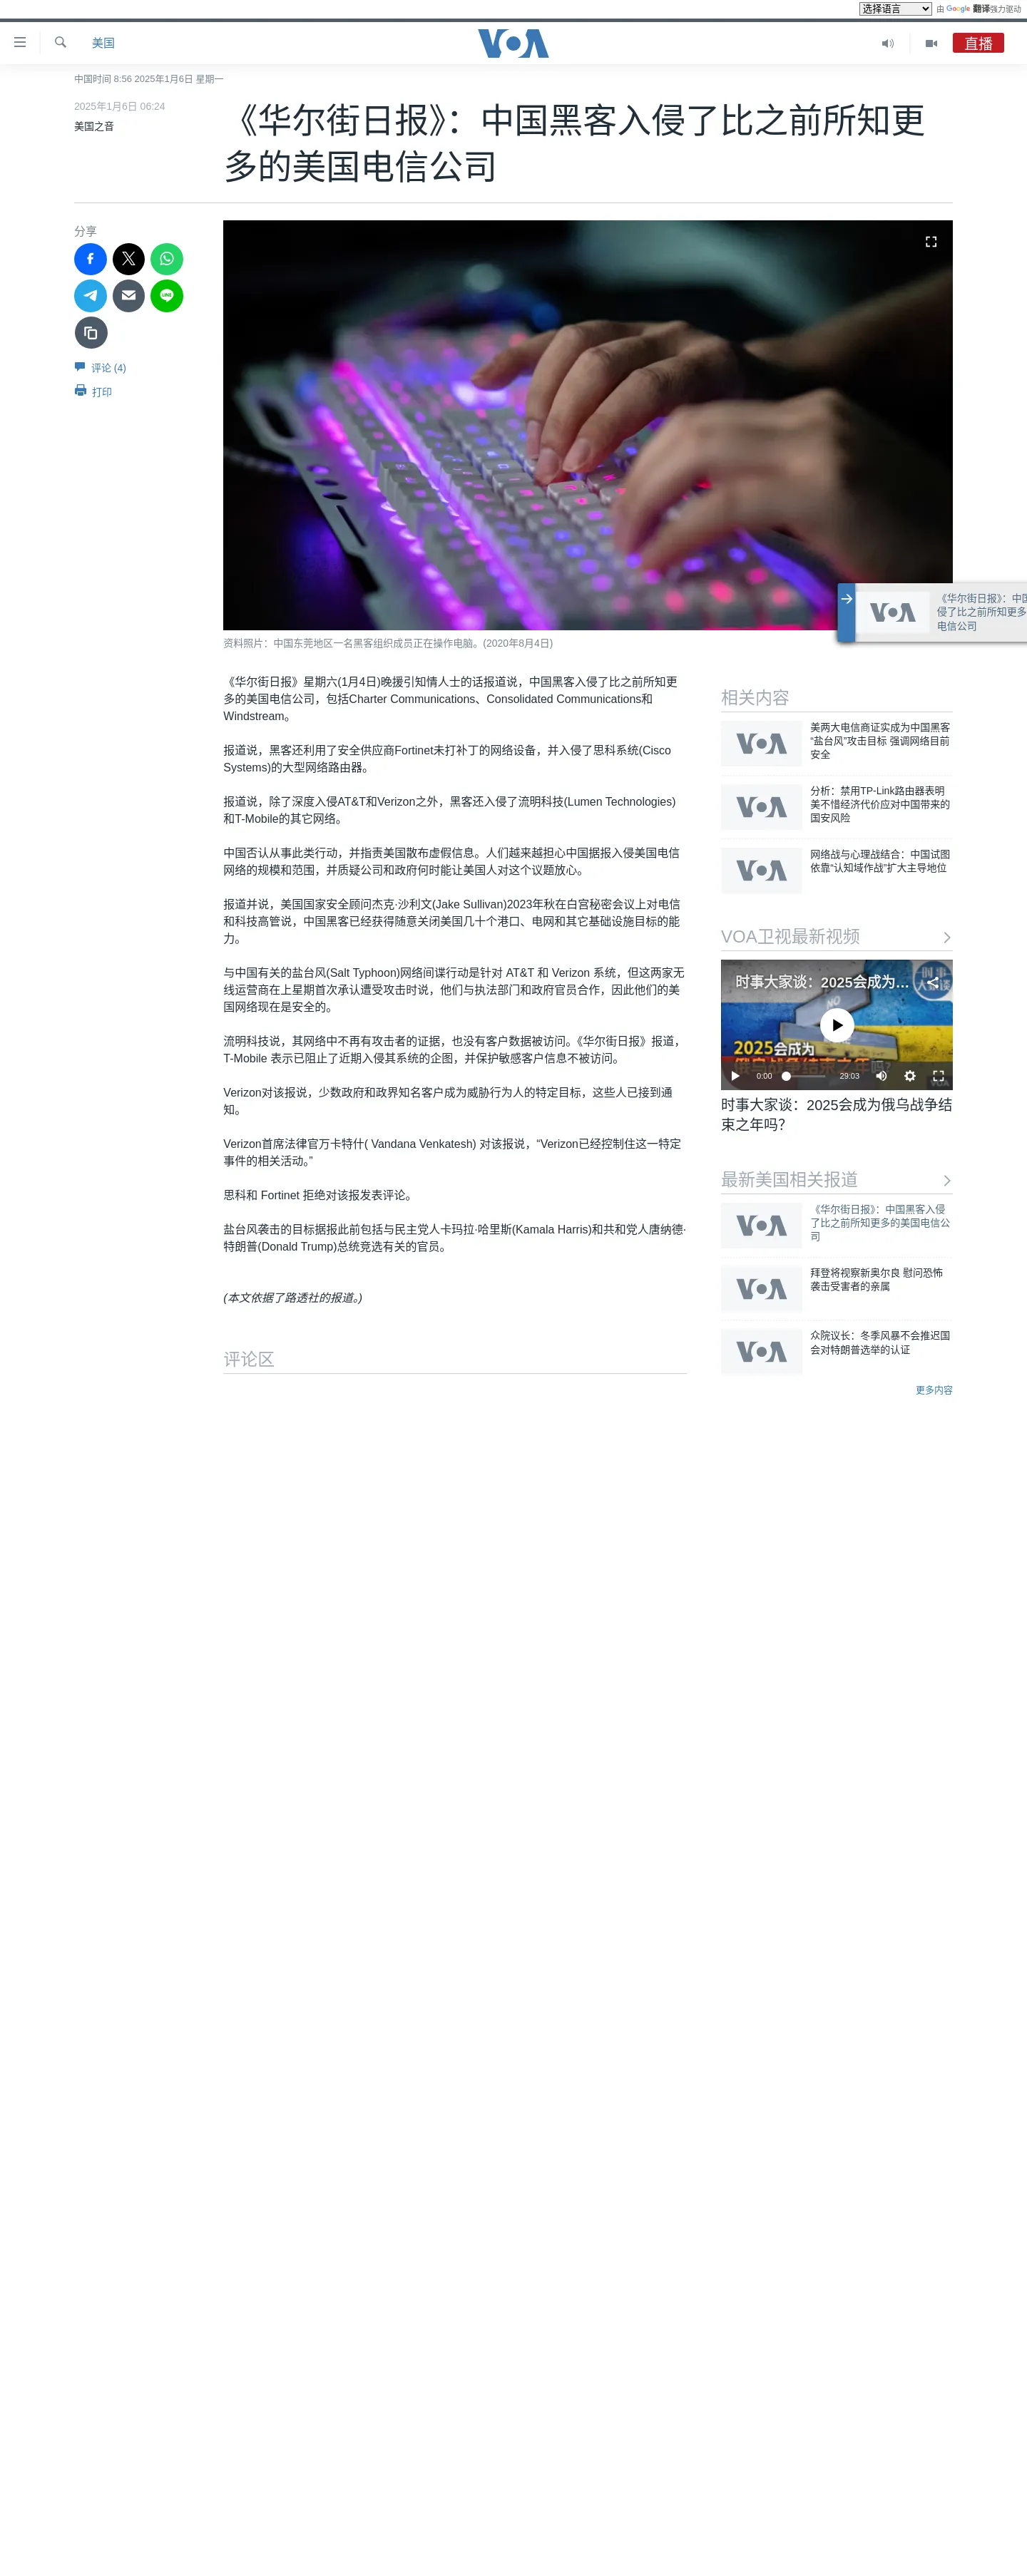 选择语言 由 Google 翻译强力驱动
美国
VOA
直播
中国时间 8:56 2025年1月6日 星期一
2025年1月6日 06:24
美国之音
《华尔街日报》：中国黑客入侵了比之前所知更
多的美国电信公司
分享
LINE
评论 (4)
打印
《华尔街日报》：中国
侵了比之前所知更多
电信公司
VOA
资料照片：中国东莞地区一名黑客组织成员正在操作电脑。(2020年8月4日)
《华尔街日报》星期六(1月4日)晚援引知情人士的话报道说，中国黑客入侵了比之前所知更
多的美国电信公司，包括Charter Communications、Consolidated Communications和
Windstream。
报道说，黑客还利用了安全供应商Fortinet未打补丁的网络设备，并入侵了思科系统(Cisco
Systems)的大型网络路由器。
报道说，除了深度入侵AT&T和Verizon之外，黑客还入侵了流明科技(Lumen Technologies)
和T-Mobile的其它网络。
中国否认从事此类行动，并指责美国散布虚假信息。人们越来越担心中国据报入侵美国电信
网络的规模和范围，并质疑公司和政府何时能让美国人对这个议题放心。
报道并说，美国国家安全顾问杰克·沙利文(Jake Sullivan)2023年秋在白宫秘密会议上对电信
和科技高管说，中国黑客已经获得随意关闭美国几十个港口、电网和其它基础设施目标的能
力。
与中国有关的盐台风(Salt Typhoon)网络间谍行动是针对 AT&T 和 Verizon 系统，但这两家无
线运营商在上星期首次承认遭受攻击时说，他们与执法部门和政府官员合作，因此他们的美
国网络现在是安全的。
流明科技说，其网络中不再有攻击者的证据，也没有客户数据被访问。《华尔街日报》报道，
T-Mobile 表示已阻止了近期入侵其系统的企图，并保护敏感客户信息不被访问。
Verizon对该报说，少数政府和政界知名客户成为威胁行为人的特定目标，这些人已接到通
知。
Verizon首席法律官万卡特什( Vandana Venkatesh) 对该报说，“Verizon已经控制住这一特定
事件的相关活动。”
思科和 Fortinet 拒绝对该报发表评论。
盐台风袭击的目标据报此前包括与民主党人卡玛拉·哈里斯(Kamala Harris)和共和党人唐纳德·
特朗普(Donald Trump)总统竞选有关的官员。
(本文依据了路透社的报道。)
评论区
相关内容
VOA
美两大电信商证实成为中国黑客
“盐台风”攻击目标 强调网络目前
安全
VOA
分析：禁用TP-Link路由器表明
美不惜经济代价应对中国带来的
国安风险
VOA
网络战与心理战结合：中国试图
依靠“认知域作战”扩大主导地位
VOA卫视最新视频
时事大家谈：2025会成为…
时事
大家谈
NO
2025会成为
俄乌战争结束之年吗？
0:00
29:03
VOA
时事大家谈：2025会成为俄乌战争结
束之年吗？
最新美国相关报道
VOA
《华尔街日报》：中国黑客入侵
了比之前所知更多的美国电信公
司
VOA
拜登将视察新奥尔良 慰问恐怖
袭击受害者的亲属
VOA
众院议长：冬季风暴不会推迟国
会对特朗普选举的认证
更多内容